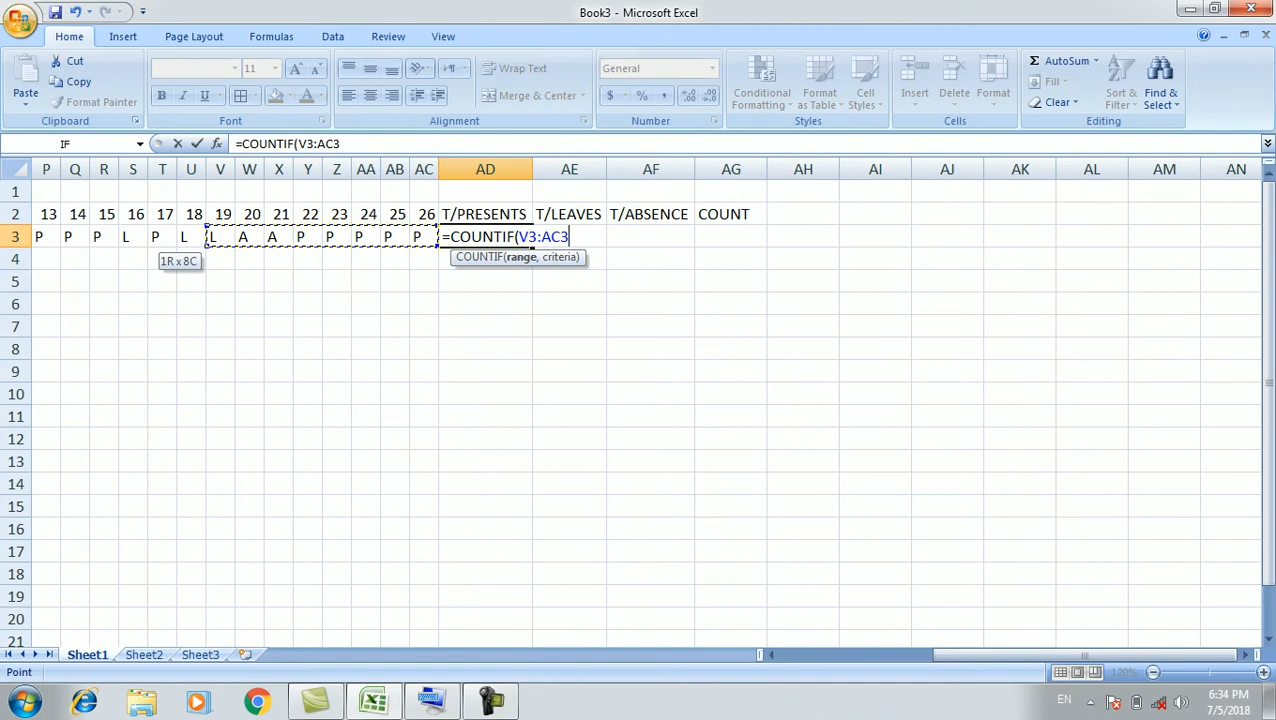 Book3 - Microsoft Excel
Home Insert Page Layout Formulas Data Review View
Paste
Cut
Copy
Format Painter
Clipboard
11
B I U
Font
Wrap Text
Merge & Center
Alignment
General
$ % ,
Number
Conditional Formatting
Format as Table
Cell Styles
Styles
Insert Delete Format
Cells
AutoSum
Fill
Clear
Sort & Filter
Find & Select
Editing
IF =COUNTIF(V3:AC3
P Q R S T U V W X Y Z AA AB AC AD AE AF AG AH AI AJ AK AL AM AN
1
2 13 14 15 16 17 18 19 20 21 22 23 24 25 26 T/PRESENTS T/LEAVES T/ABSENCE COUNT
3 P P P L P L L A A P P P P P =COUNTIF(V3:AC3
4 1R x 8C COUNTIF(range, criteria)
5
6
7
8
9
10
11
12
13
14
15
16
17
18
19
20
21
Sheet1 Sheet2 Sheet3
Point 120%
EN 6:34 PM
7/5/2018